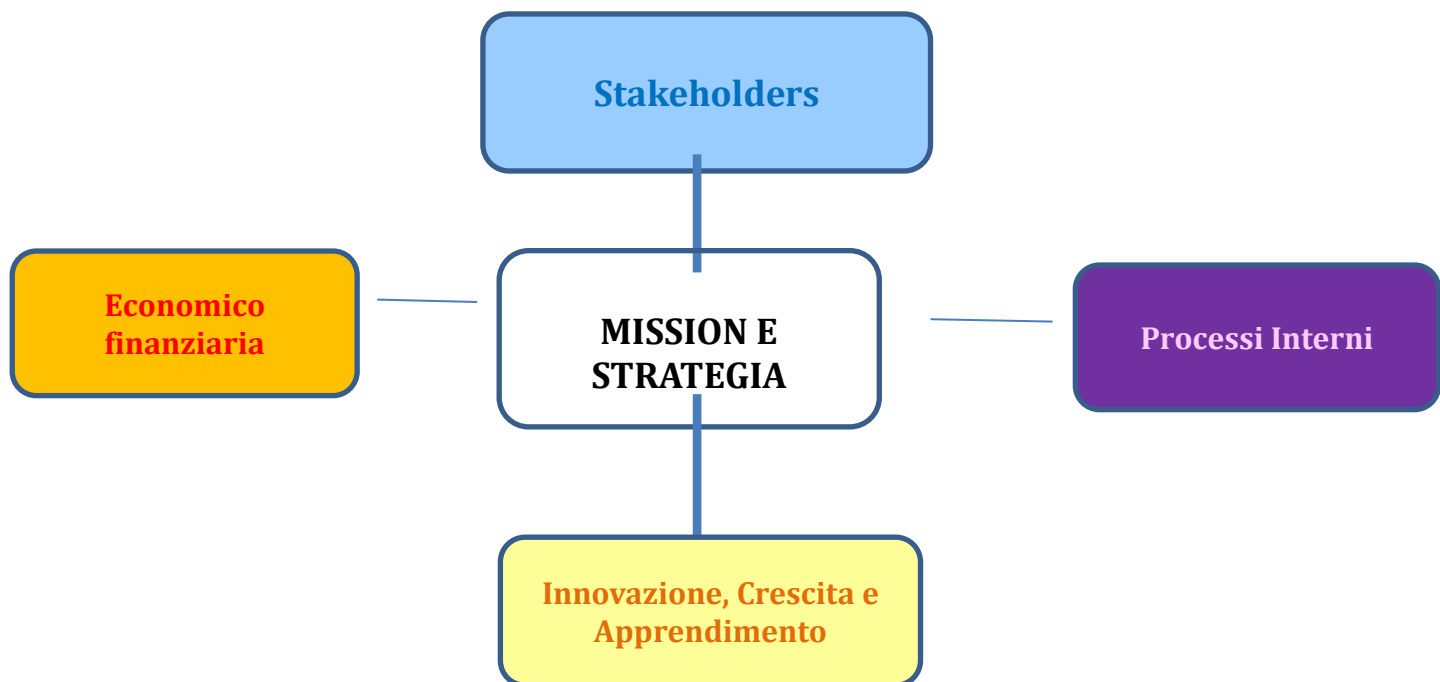 Stakeholders
Economico
finanziaria
MISSION E
STRATEGIA
Processi Interni
Innovazione, Crescita e
Apprendimento